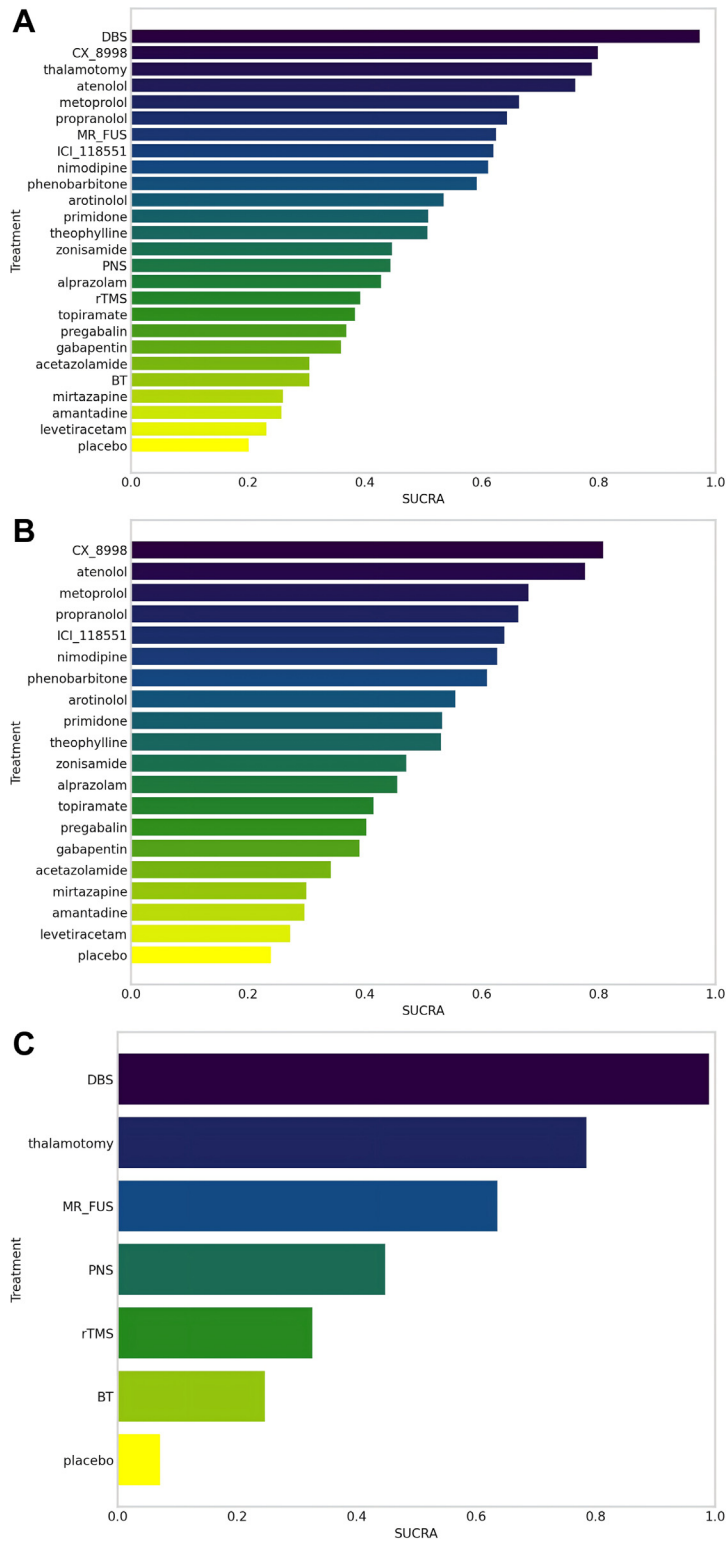 A
DBS
CX_8998
thalamotomy
atenolol
metoprolol
propranolol
MR_FUS
ICI_118551
nimodipine
phenobarbitone
arotinolol
primidone
theophylline
zonisamide
PNS
alprazolam
rTMS
topiramate
pregabalin
gabapentin
acetazolamide
BT
mirtazapine
amantadine
levetiracetam
placebo
Treatment
0.0 0.2 0.4 0.6 0.8 1.0
SUCRA
B
CX_8998
atenolol
metoprolol
propranolol
ICI_118551
nimodipine
phenobarbitone
arotinolol
primidone
theophylline
zonisamide
alprazolam
topiramate
pregabalin
gabapentin
acetazolamide
mirtazapine
amantadine
levetiracetam
placebo
Treatment
0.0 0.2 0.4 0.6 0.8 1.0
SUCRA
C
DBS
thalamotomy
MR_FUS
PNS
rTMS
BT
placebo
Treatment
0.0 0.2 0.4 0.6 0.8 1.0
SUCRA